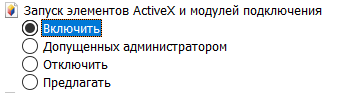 Запуск элементов ActiveX и модулей подключения
Включить
Допущенных администратором
Отключить
Предлагать